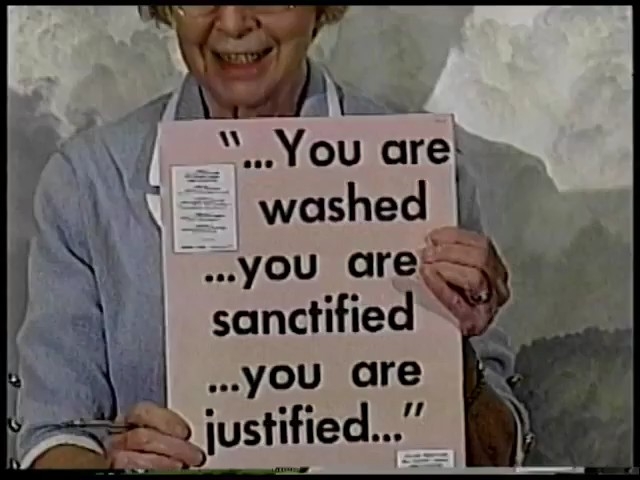 "...You are
washed
...you are
sanctified
...you are
justified..."